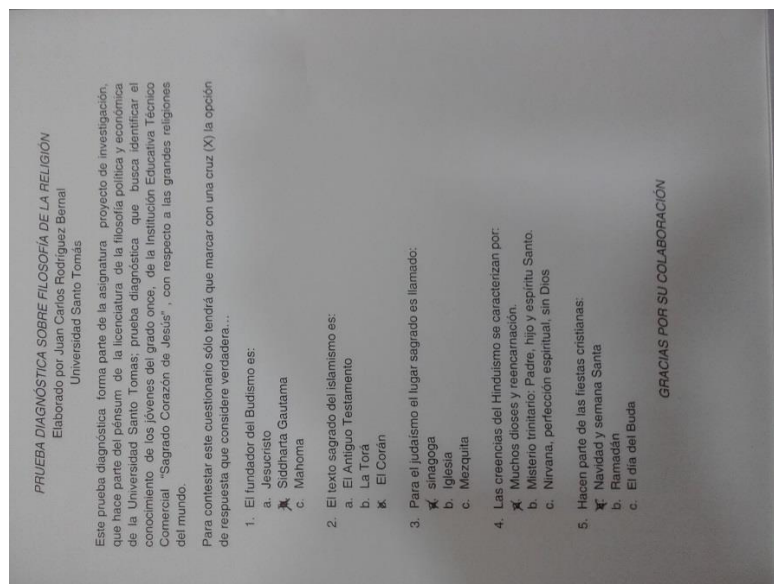 PRUEBA DIAGNÓSTICA SOBRE FILOSOFÍA DE LA RELIGIÓN
Elaborado por Juan Carlos Rodríguez Bernal
Universidad Santo Tomás
Este prueba diagnóstica forma parte de la asignatura proyecto de investigación,
que hace parte del pénsum de la licenciatura de la filosofía política y económica
de la Universidad Santo Tomas; prueba diagnóstica que busca identificar el
conocimiento de los jóvenes del grado once, de la Institución Educativa Técnico
Comercial "Sagrado Corazón de Jesús" , con respecto a las grandes religiones
del mundo.
Para contestar este cuestionario sólo tendrá que marcar con una cruz (X) la opción
de respuesta que considere verdadera…
1. El fundador del Budismo es:
a. Jesucristo
b. Siddharta Gautama
c. Mahoma
2. El texto sagrado del islamismo es:
a. El Antiguo Testamento
b. La Torá
c. El Corán
3. Para el judaísmo el lugar sagrado es llamado:
a. sinagoga
b. Iglesia
c. Mezquita
4. Las creencias del Hinduismo se caracterizan por:
a. Muchos dioses y reencarnación.
b. Misterio trinitario: Padre, hijo y espíritu Santo.
c. Nirvana, perfección espiritual, sin Dios
5. Hacen parte de las fiestas cristianas:
a. Navidad y semana Santa
b. Ramadán
c. El día del Buda
GRACIAS POR SU COLABORACIÓN